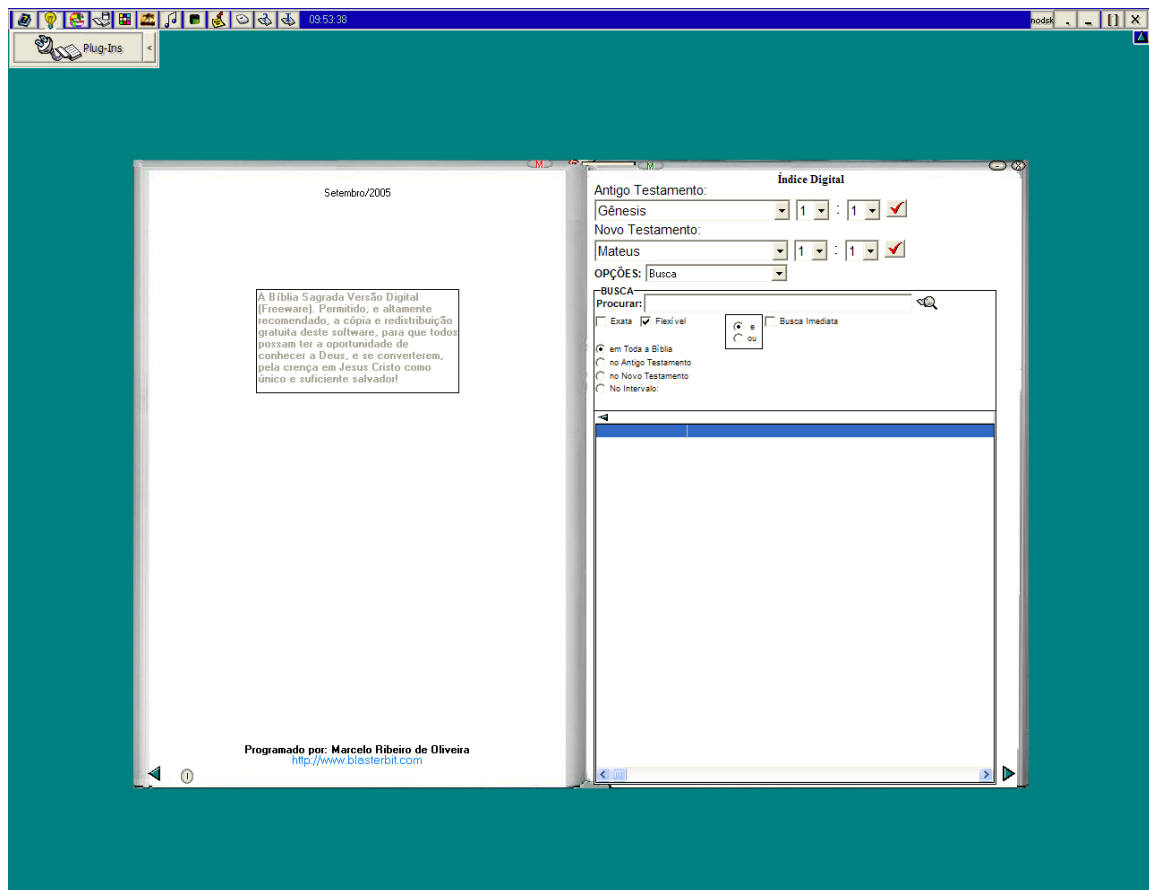 09:53:38
nodsk
Plug-Ins
<
M
Setembro/2005
A Bíblia Sagrada Versão Digital
(Freeware). Permitido, e altamente
recomendado, a cópia e redistribuição
gratuita deste software, para que todos
possam ter a oportunidade de
conhecer a Deus, e se converterem,
pela crença em Jesus Cristo como
único e suficiente salvador!
Programado por: Marcelo Ribeiro de Oliveira
http://www.blasterbit.com
M
Índice Digital
Antigo Testamento:
Gênesis 1 : 1
Novo Testamento:
Mateus 1 : 1
OPÇÕES: Busca
BUSCA
Procurar:
Exata Flexível e Busca Imediata
ou
em Toda a Bíblia
no Antigo Testamento
no Novo Testamento
No Intervalo: